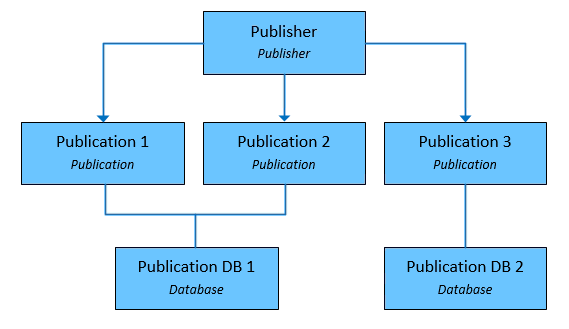 Publisher
Publisher
Publication 1
Publication
Publication 2
Publication
Publication 3
Publication
Publication DB 1
Database
Publication DB 2
Database